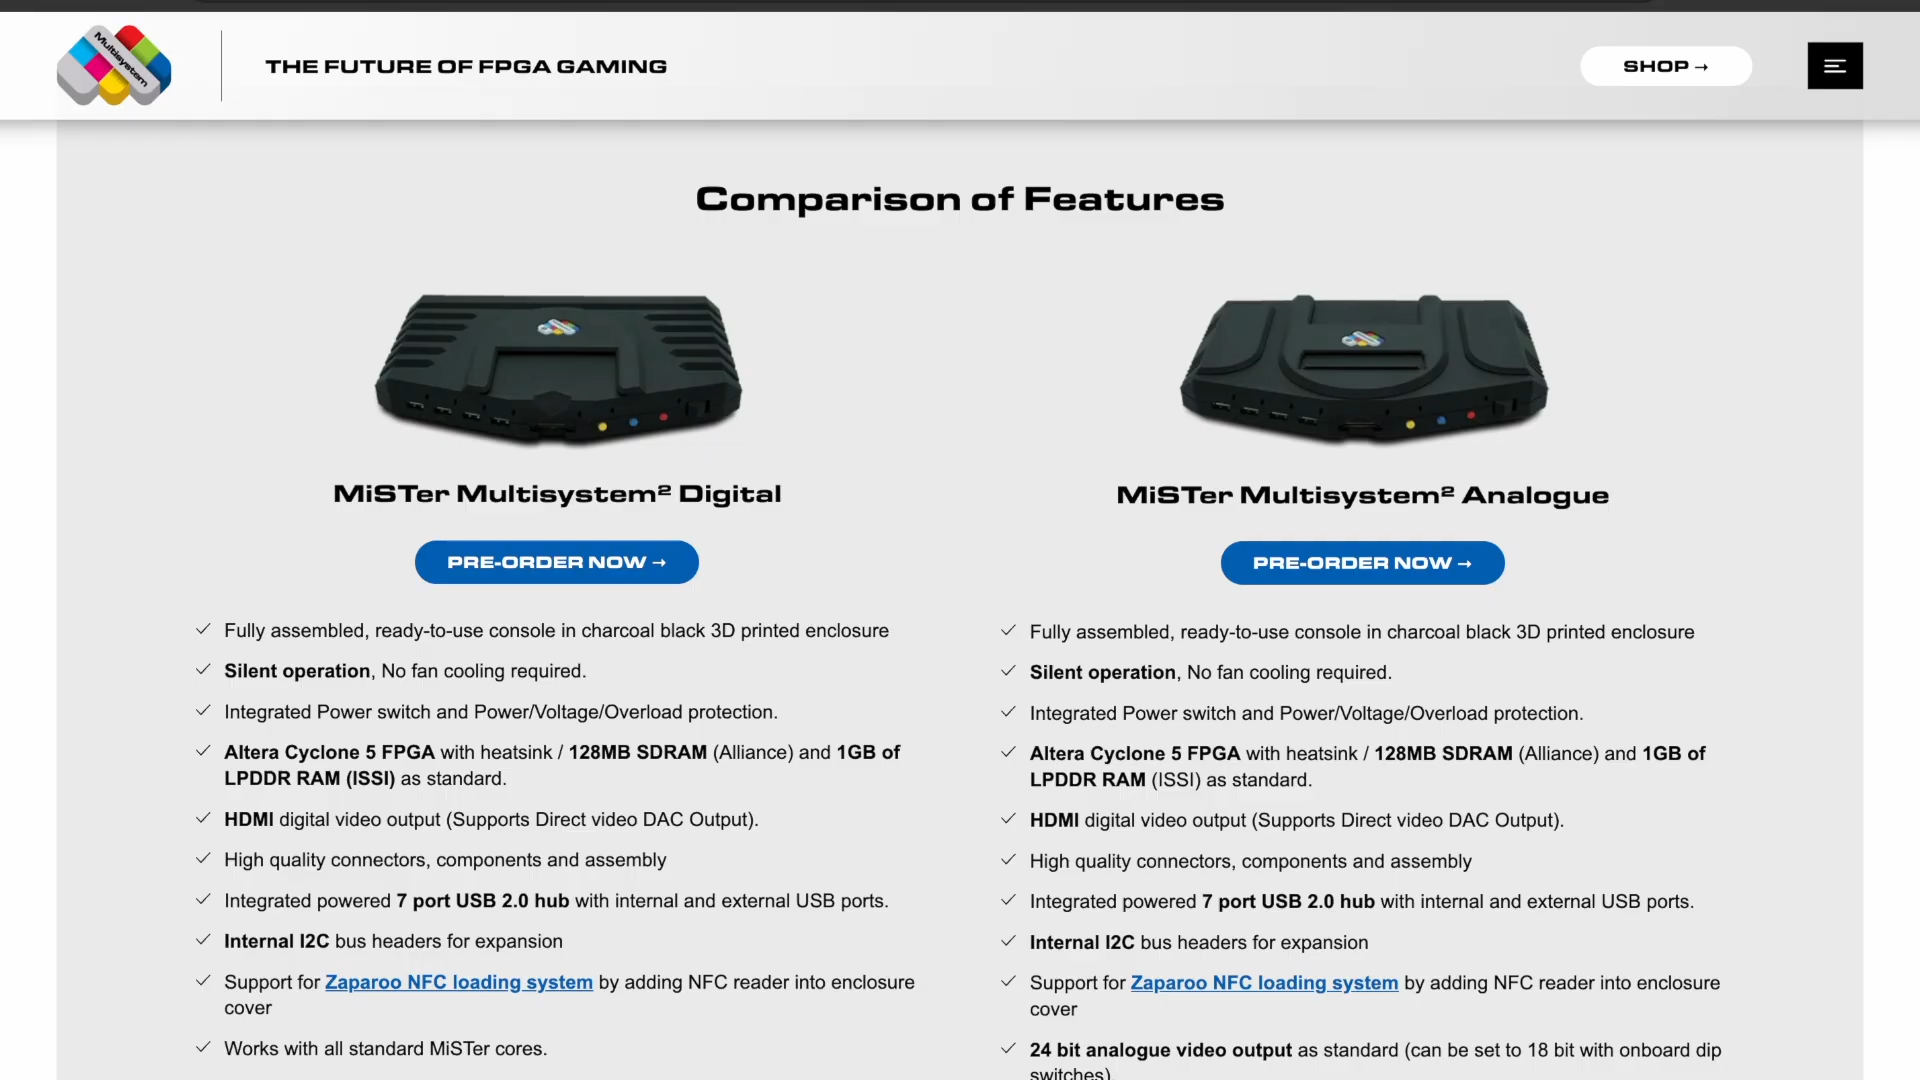 Multisystem
THE FUTURE OF FPGA GAMING
SHOP →
Comparison of Features
MiSTer Multisystem² Digital
PRE-ORDER NOW →
✓ Fully assembled, ready-to-use console in charcoal black 3D printed enclosure
✓ Silent operation, No fan cooling required.
✓ Integrated Power switch and Power/Voltage/Overload protection.
✓ Altera Cyclone 5 FPGA with heatsink / 128MB SDRAM (Alliance) and 1GB of
LPDDR RAM (ISSI) as standard.
✓ HDMI digital video output (Supports Direct video DAC Output).
✓ High quality connectors, components and assembly
✓ Integrated powered 7 port USB 2.0 hub with internal and external USB ports.
✓ Internal I2C bus headers for expansion
✓ Support for Zaparoo NFC loading system by adding NFC reader into enclosure
cover
✓ Works with all standard MiSTer cores.
MiSTer Multisystem² Analogue
PRE-ORDER NOW →
✓ Fully assembled, ready-to-use console in charcoal black 3D printed enclosure
✓ Silent operation, No fan cooling required.
✓ Integrated Power switch and Power/Voltage/Overload protection.
✓ Altera Cyclone 5 FPGA with heatsink / 128MB SDRAM (Alliance) and 1GB of
LPDDR RAM (ISSI) as standard.
✓ HDMI digital video output (Supports Direct video DAC Output).
✓ High quality connectors, components and assembly
✓ Integrated powered 7 port USB 2.0 hub with internal and external USB ports.
✓ Internal I2C bus headers for expansion
✓ Support for Zaparoo NFC loading system by adding NFC reader into enclosure
cover
✓ 24 bit analogue video output as standard (can be set to 18 bit with onboard dip
switches).